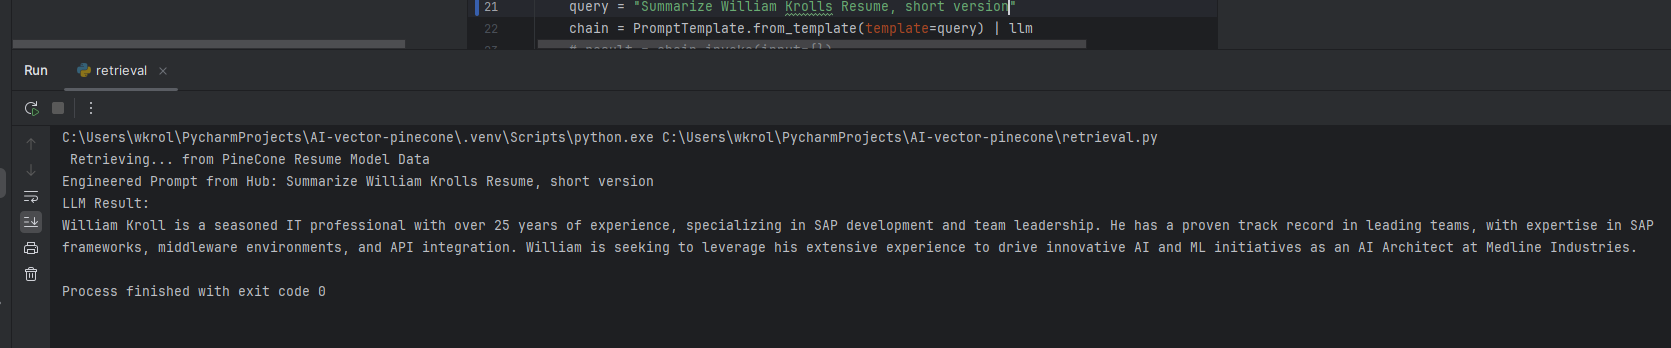 21 query = "Summarize William Krolls Resume, short version"
22 chain = PromptTemplate.from_template(template=query) | llm
23 # result = chain.invoke(input={})
Run retrieval ×
C:\Users\wkrol\PycharmProjects\AI-vector-pinecone\.venv\Scripts\python.exe C:\Users\wkrol\PycharmProjects\AI-vector-pinecone\retrieval.py
Retrieving... from PineCone Resume Model Data
Engineered Prompt from Hub: Summarize William Krolls Resume, short version
LLM Result:
William Kroll is a seasoned IT professional with over 25 years of experience, specializing in SAP development and team leadership. He has a proven track record in leading teams, with expertise in SAP
frameworks, middleware environments, and API integration. William is seeking to leverage his extensive experience to drive innovative AI and ML initiatives as an AI Architect at Medline Industries.
Process finished with exit code 0